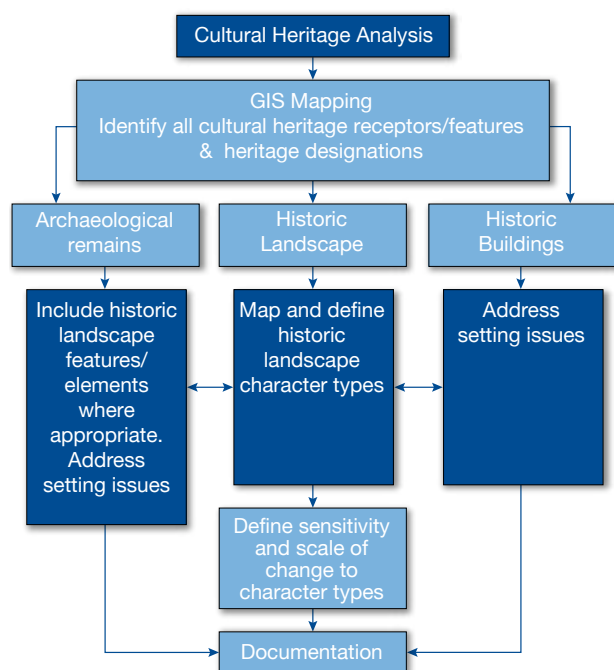 Cultural Heritage Analysis
GIS Mapping
Identify all cultural heritage receptors/features
& heritage designations
Archaeological
remains
Historic
Landscape
Historic
Buildings
Include historic
landscape
features/
elements
where
appropriate.
Address
setting issues
Map and define
historic
landscape
character types
Address
setting issues
Define sensitivity
and scale of
change to
character types
Documentation